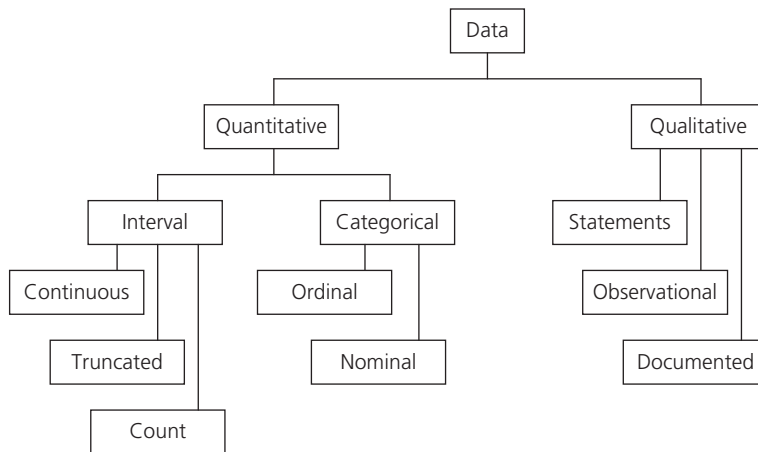 Data
Quantitative
Qualitative
Interval
Categorical
Statements
Continuous
Ordinal
Observational
Truncated
Nominal
Documented
Count